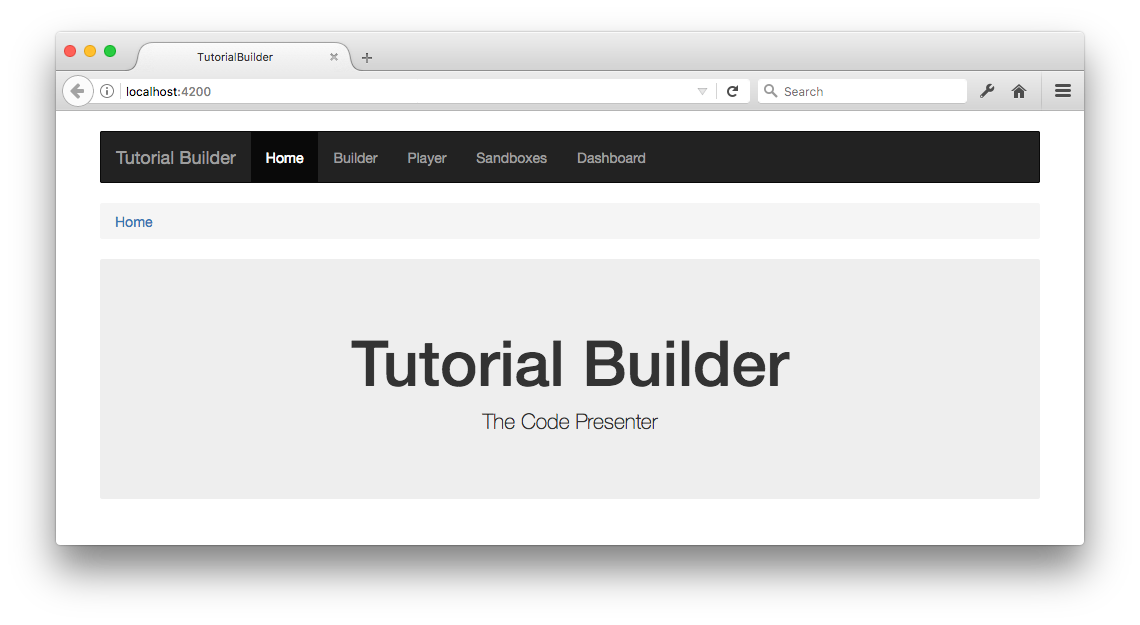 TutorialBuilder
localhost:4200
Search
Tutorial Builder Home Builder Player Sandboxes Dashboard
Home
Tutorial Builder
The Code Presenter